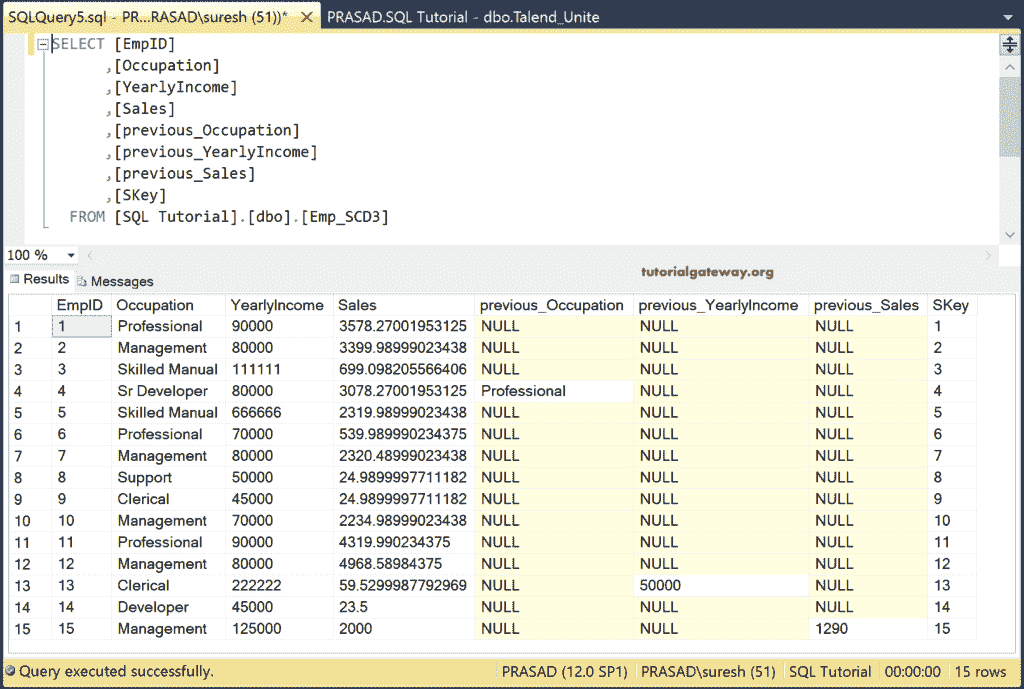 SQLQuery5.sql - PR...RASAD\suresh (51))* PRASAD.SQL Tutorial - dbo.Talend_Unite
SELECT [EmpID]
,[Occupation]
,[YearlyIncome]
,[Sales]
,[previous_Occupation]
,[previous_YearlyIncome]
,[previous_Sales]
,[SKey]
FROM [SQL Tutorial].[dbo].[Emp_SCD3]
100 %
tutorialgateway.org
Results Messages
EmpID Occupation YearlyIncome Sales previous_Occupation previous_YearlyIncome previous_Sales SKey
1 1 Professional 90000 3578.27001953125 NULL NULL NULL 1
2 2 Management 80000 3399.98999023438 NULL NULL NULL 2
3 3 Skilled Manual 111111 699.098205566406 NULL NULL NULL 3
4 4 Sr Developer 80000 3078.27001953125 Professional NULL NULL 4
5 5 Skilled Manual 666666 2319.98999023438 NULL NULL NULL 5
6 6 Professional 70000 539.989990234375 NULL NULL NULL 6
7 7 Management 80000 2320.48999023438 NULL NULL NULL 7
8 8 Support 50000 24.9899997711182 NULL NULL NULL 8
9 9 Clerical 45000 24.9899997711182 NULL NULL NULL 9
10 10 Management 70000 2234.98999023438 NULL NULL NULL 10
11 11 Professional 90000 4319.990234375 NULL NULL NULL 11
12 12 Management 80000 4968.58984375 NULL NULL NULL 12
13 13 Clerical 222222 59.5299987792969 NULL 50000 NULL 13
14 14 Developer 45000 23.5 NULL NULL NULL 14
15 15 Management 125000 2000 NULL NULL 1290 15
Query executed successfully. PRASAD (12.0 SP1) PRASAD\suresh (51) SQL Tutorial 00:00:00 15 rows